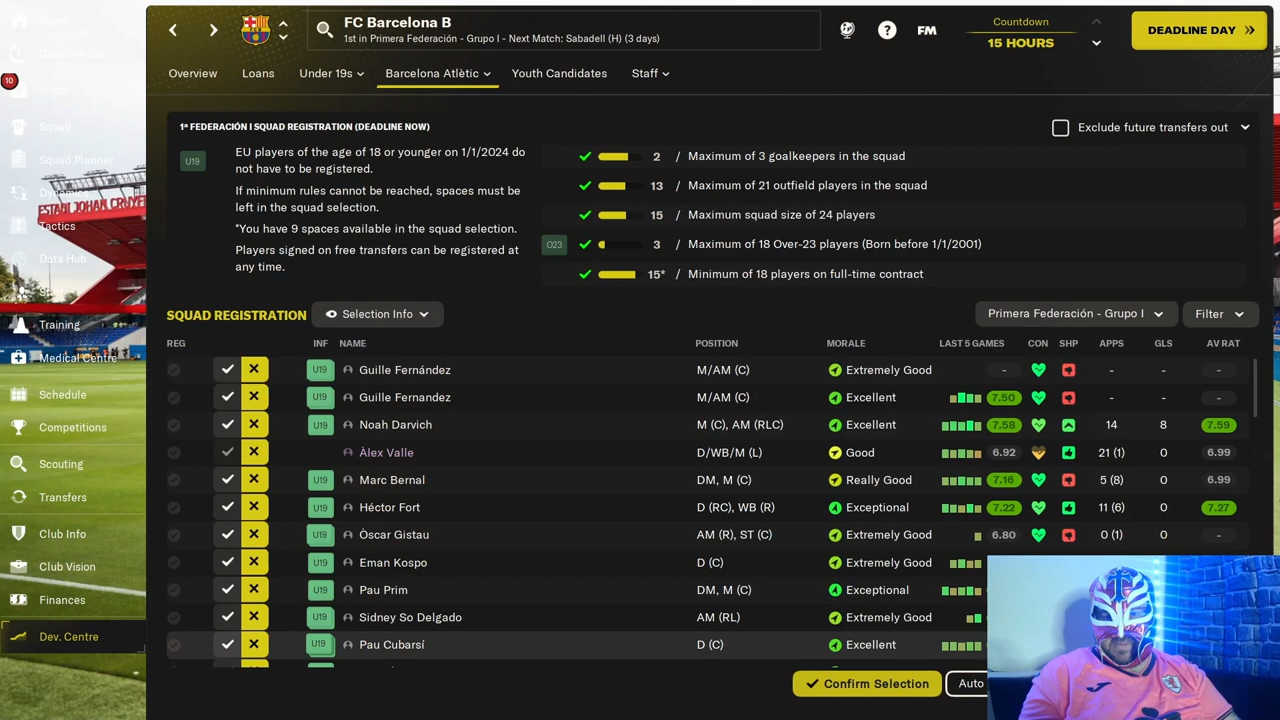 FC Barcelona B
1st in Primera Federación - Grupo I - Next Match: Sabadell (H) (3 days)
FM
Countdown
15 HOURS
DEADLINE DAY
Overview
Loans
Under 19s
Barcelona Atlètic
Youth Candidates
Staff
10
Squad
Squad Planner
ESTADI JOHAN CRUYFF
Tactics
Data Hub
Training
Medical Centre
Schedule
Competitions
Scouting
Transfers
Club Info
Club Vision
Finances
Dev. Centre
1ª FEDERACIÓN I SQUAD REGISTRATION (DEADLINE NOW)
Exclude future transfers out
U19
EU players of the age of 18 or younger on 1/1/2024 do
not have to be registered.
If minimum rules cannot be reached, spaces must be
left in the squad selection.
*You have 9 spaces available in the squad selection.
Players signed on free transfers can be registered at
any time.
2 / Maximum of 3 goalkeepers in the squad
13 / Maximum of 21 outfield players in the squad
15 / Maximum squad size of 24 players
O23 3 / Maximum of 18 Over-23 players (Born before 1/1/2001)
15* / Minimum of 18 players on full-time contract
SQUAD REGISTRATION
Selection Info
Primera Federación - Grupo I
Filter
REG INF NAME POSITION MORALE LAST 5 GAMES CON SHP APPS GLS AV RAT
U19 Guille Fernández M/AM (C) Extremely Good - - - -
U19 Guille Fernandez M/AM (C) Excellent 7.50 - - -
U19 Noah Darvich M (C), AM (RLC) Excellent 7.58 14 8 7.59
Àlex Valle D/WB/M (L) Good 6.92 21 (1) 0 6.99
U19 Marc Bernal DM, M (C) Really Good 7.16 5 (8) 0 6.99
U19 Héctor Fort D (RC), WB (R) Exceptional 7.22 11 (6) 0 7.27
U19 Òscar Gistau AM (R), ST (C) Extremely Good 6.80 0 (1) 0 -
U19 Eman Kospo D (C) Extremely Good
U19 Pau Prim DM, M (C) Exceptional
U19 Sidney So Delgado AM (RL) Extremely Good
U19 Pau Cubarsí D (C) Excellent
Confirm Selection
Auto